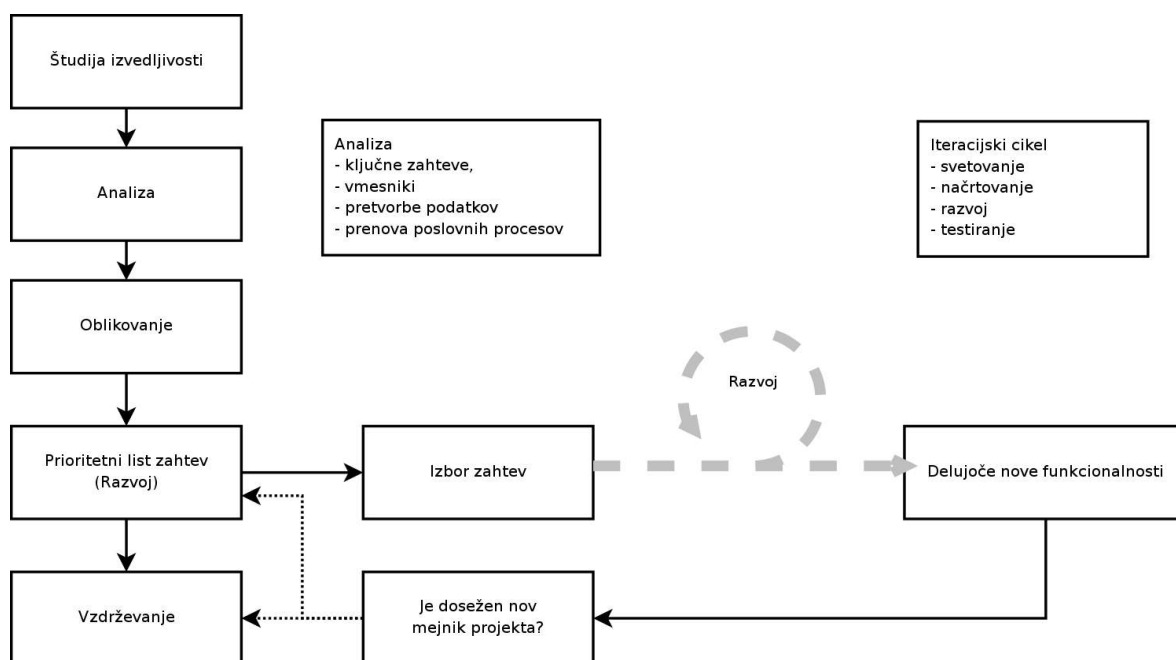 Študija izvedljivosti
Analiza
- ključne zahteve,
- vmesniki
- pretvorbe podatkov
- prenova poslovnih procesov
Iteracijski cikel
- svetovanje
- načrtovanje
- razvoj
- testiranje
Analiza
Oblikovanje
Razvoj
Prioritetni list zahtev
(Razvoj)
Izbor zahtev
Delujoče nove funkcionalnosti
Vzdrževanje
Je dosežen nov
mejnik projekta?